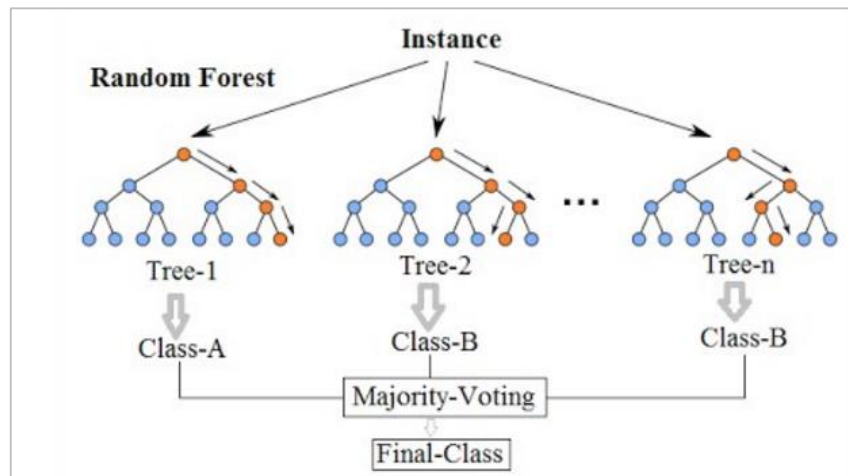 Instance
Random Forest
...
Tree-1 Tree-2 Tree-n
Class-A Class-B Class-B
Majority-Voting
Final-Class